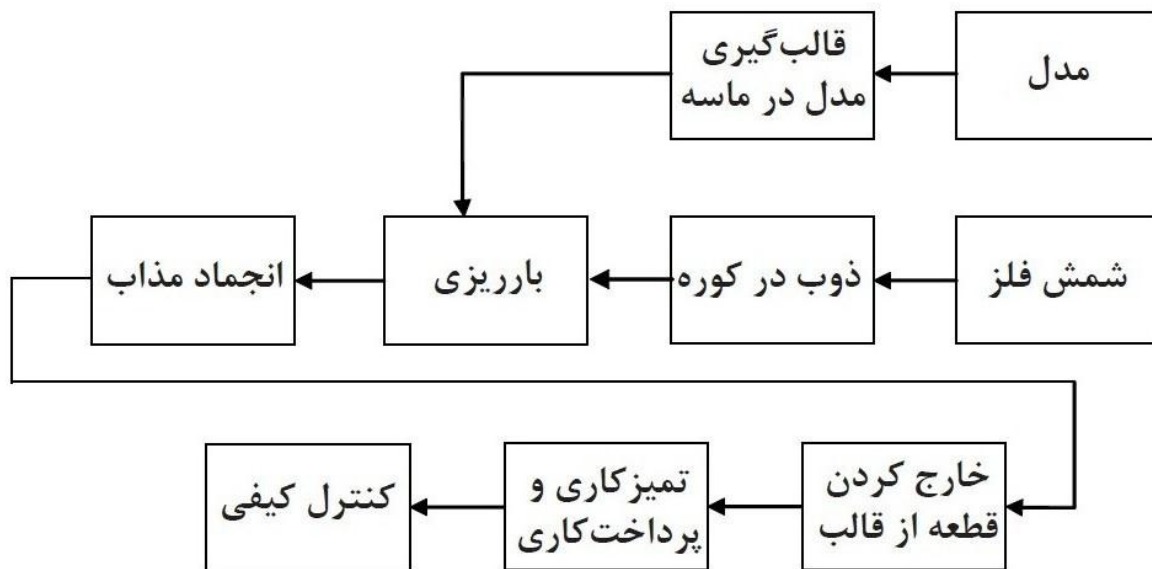 مدل
قالب‌گیری
مدل در ماسه
شمش فلز
ذوب در کوره
بارریزی
انجماد مذاب
خارج کردن
قطعه از قالب
تمیزکاری و
پرداخت‌کاری
کنترل کیفی